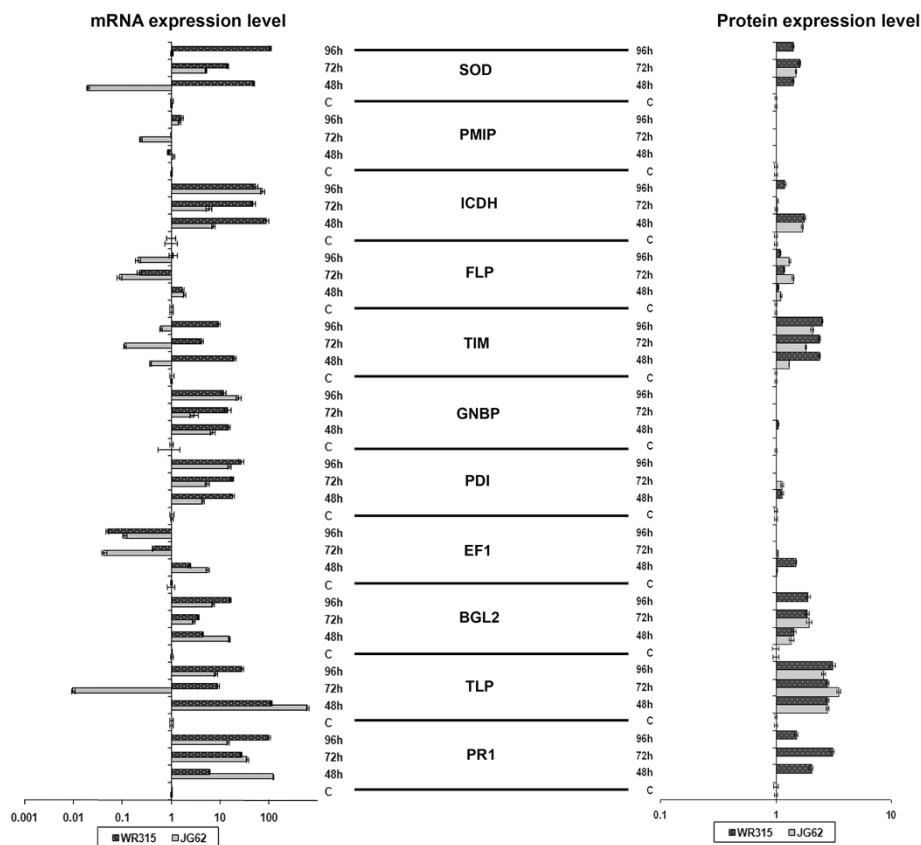 mRNA expression level Protein expression level
96h 96h
72h SOD 72h
48h 48h
C C
96h 96h
72h PMIP 72h
48h 48h
C C
96h 96h
72h ICDH 72h
48h 48h
C C
96h 96h
72h FLP 72h
48h 48h
C C
96h 96h
72h TIM 72h
48h 48h
C C
96h 96h
72h GNBP 72h
48h 48h
C C
96h 96h
72h PDI 72h
48h 48h
C C
96h 96h
72h EF1 72h
48h 48h
C C
96h 96h
72h BGL2 72h
48h 48h
C C
96h 96h
72h TLP 72h
48h 48h
C C
96h 96h
72h PR1 72h
48h 48h
C C
0.001 0.01 0.1 1 10 100 0.1 1 10
WR315 JG62 WR315 JG62